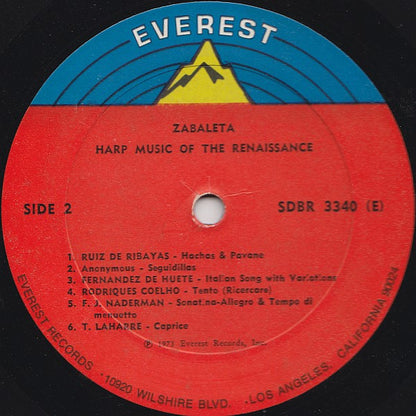 EVEREST
ZABALETA
HARP MUSIC OF THE RENAISSANCE
SIDE 2
SDBR 3340 (E)
1. RUIZ DE RIBAYAS - Hachas & Pavane
2. Anonymous - Seguidillas
3. FERNANDEZ DE HUETE - Italian Song with Variations
4. RODRIQUES COELHO - Tento (Ricercare)
5. F. J. NADERMAN - Sonatina-Allegro & Tempo di
menuetto
6. T. LAHARRE - Caprice
Ⓟ 1973 Everest Records, Inc.
EVEREST RECORDS · 10920 WILSHIRE BLVD. · LOS ANGELES, CALIFORNIA 90024